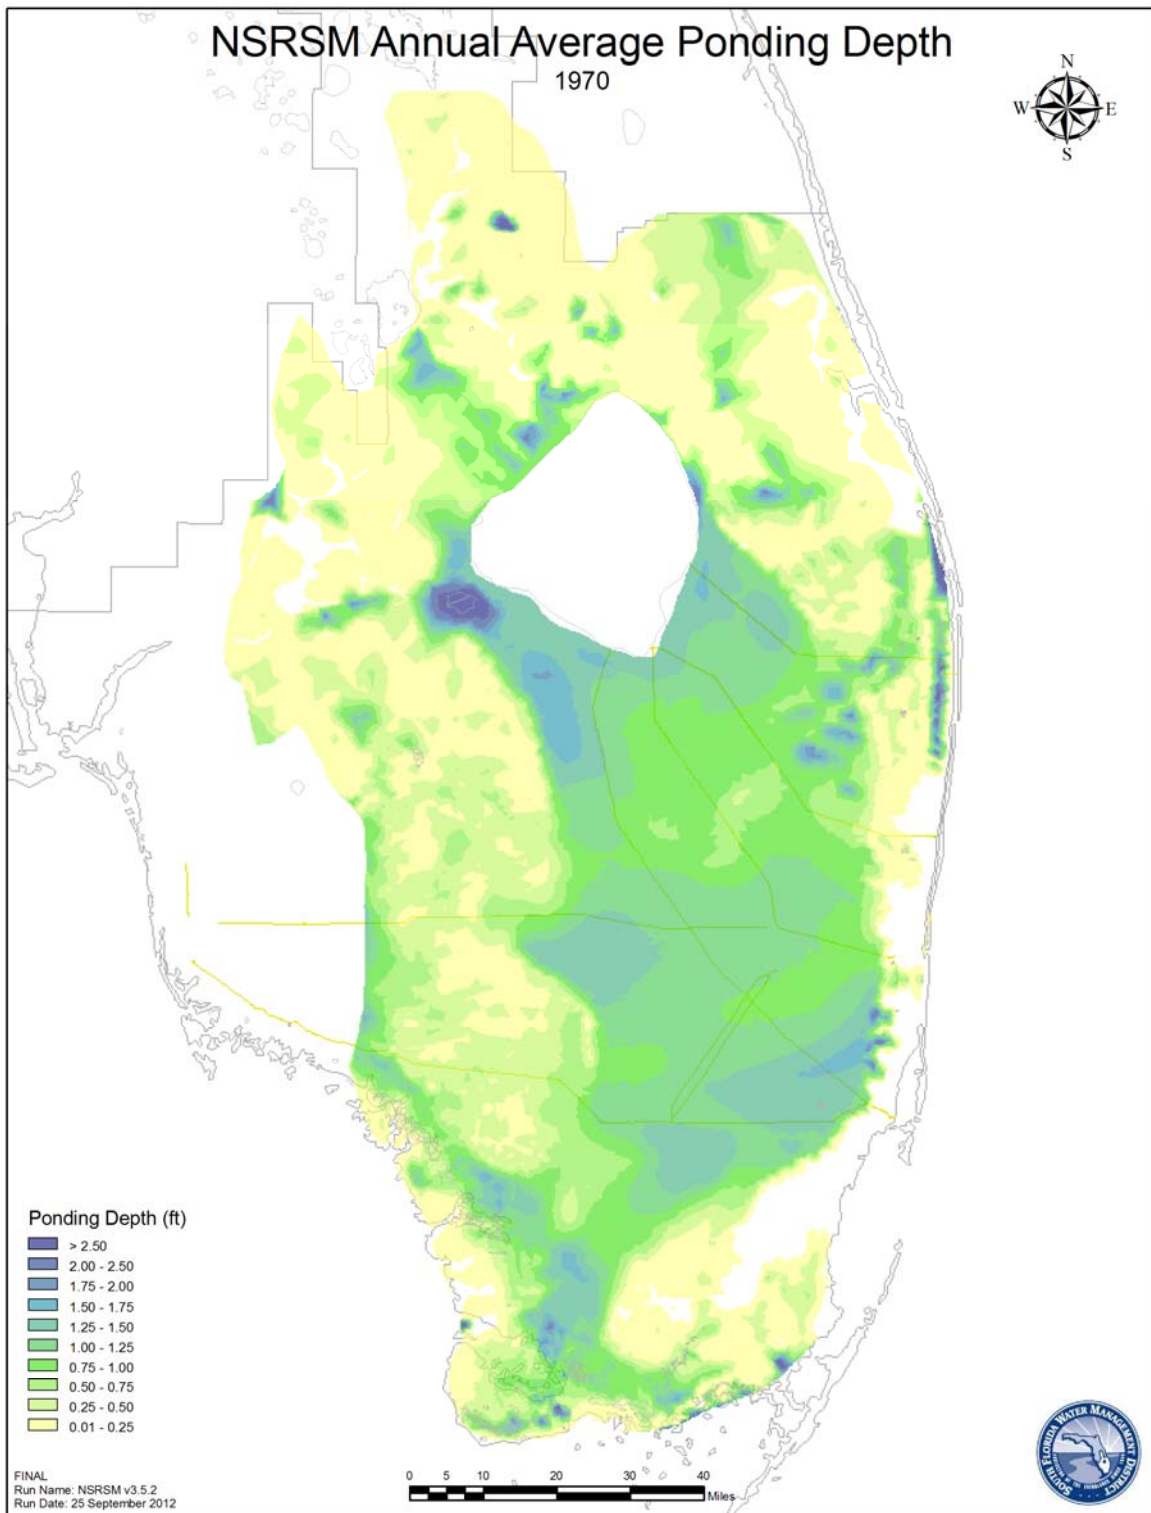 NSRSM Annual Average Ponding Depth
1970
N
W E
S
Ponding Depth (ft)
> 2.50
2.00 - 2.50
1.75 - 2.00
1.50 - 1.75
1.25 - 1.50
1.00 - 1.25
0.75 - 1.00
0.50 - 0.75
0.25 - 0.50
0.01 - 0.25
FINAL
Run Name: NSRSM v3.5.2
Run Date: 25 September 2012
0 5 10 20 30 40
Miles
SOUTH FLORIDA WATER MANAGEMENT DISTRICT